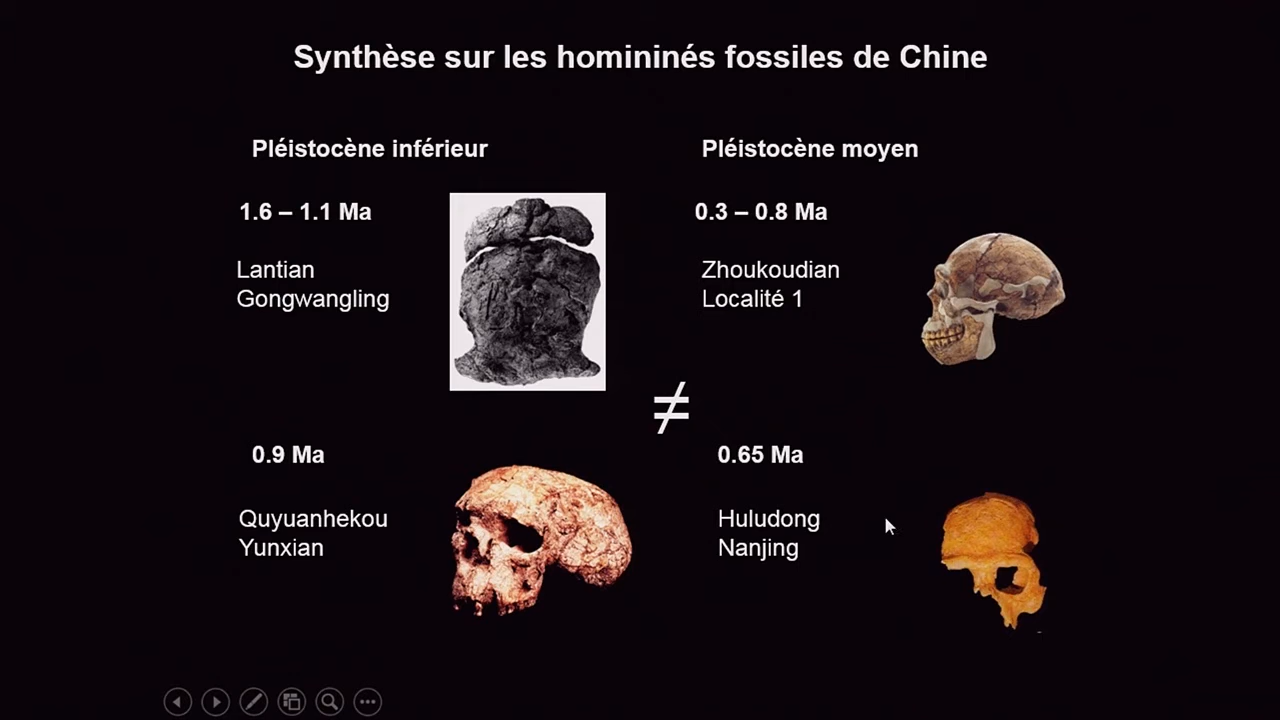 Synthèse sur les homininés fossiles de Chine
Pléistocène inférieur
1.6 – 1.1 Ma
Lantian
Gongwangling
0.9 Ma
Quyuanhekou
Yunxian
≠
Pléistocène moyen
0.3 – 0.8 Ma
Zhoukoudian
Localité 1
0.65 Ma
Huludong
Nanjing